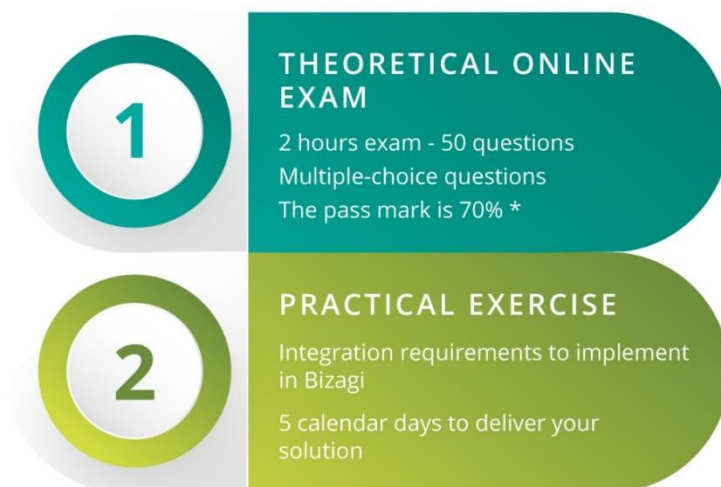 1
THEORETICAL ONLINE
EXAM
2 hours exam - 50 questions
Multiple-choice questions
The pass mark is 70% *
2
PRACTICAL EXERCISE
Integration requirements to implement
in Bizagi
5 calendar days to deliver your
solution